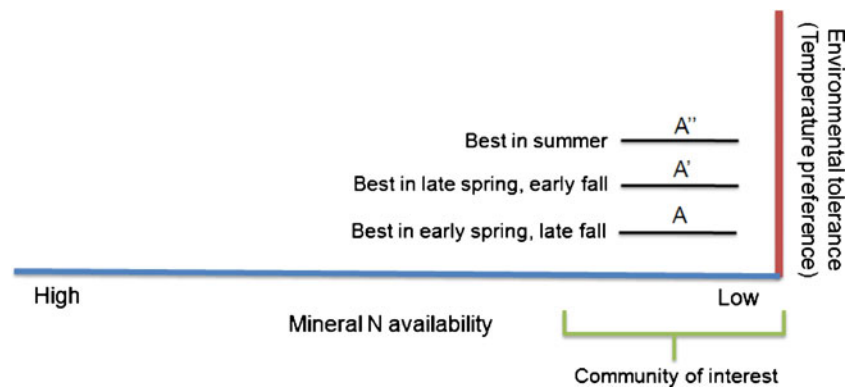 Best in summer
A''
Best in late spring, early fall
A'
Best in early spring, late fall
A
Environmental tolerance
(Temperature preference)
High
Low
Mineral N availability
Community of interest